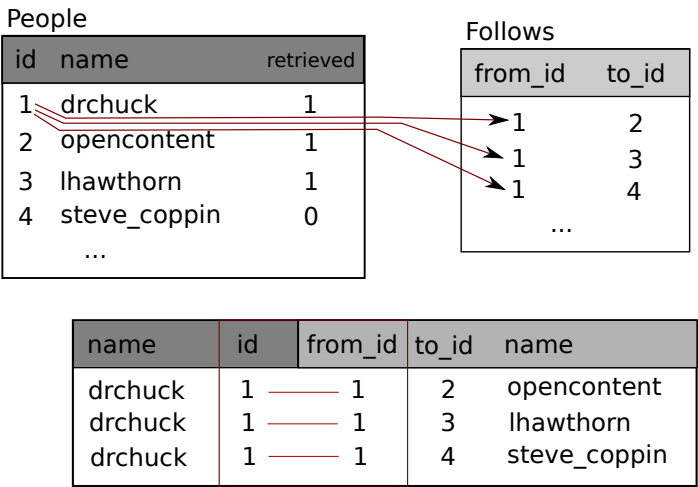 People
id name retrieved
1 drchuck 1
2 opencontent 1
3 lhawthorn 1
4 steve_coppin 0
...
Follows
from_id to_id
1 2
1 3
1 4
...
name id from_id to_id name
drchuck 1 1 2 opencontent
drchuck 1 1 3 lhawthorn
drchuck 1 1 4 steve_coppin